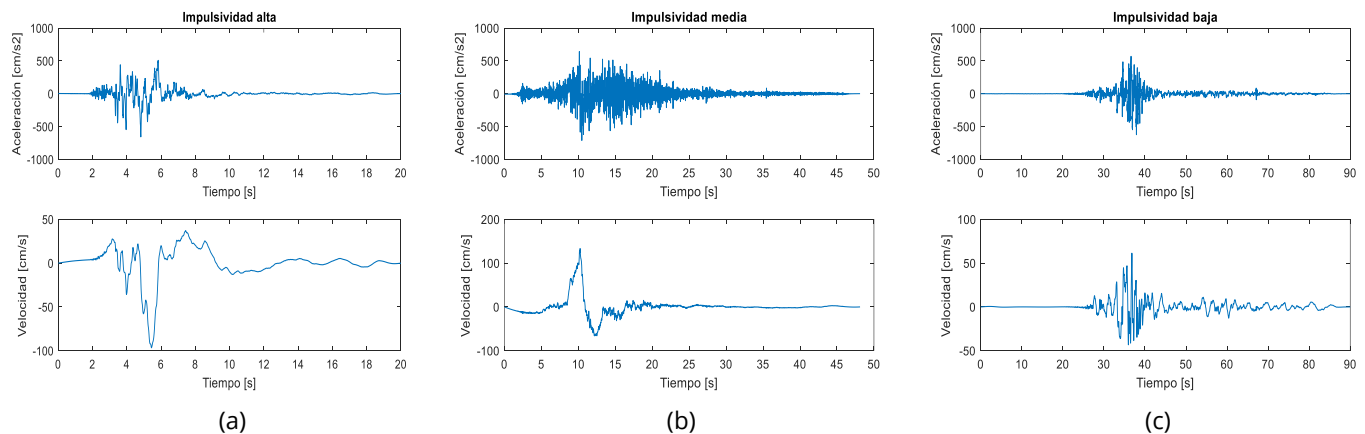 Impulsividad alta
1000
500
0
-500
-1000
Aceleración [cm/s2]
0 2 4 6 8 10 12 14 16 18 20
Tiempo [s]
50
0
-50
-100
Velocidad [cm/s]
0 2 4 6 8 10 12 14 16 18 20
Tiempo [s]
(a)
Impulsividad media
1000
500
0
-500
-1000
Aceleración [cm/s2]
0 5 10 15 20 25 30 35 40 45 50
Tiempo [s]
200
100
0
-100
Velocidad [cm/s]
0 5 10 15 20 25 30 35 40 45 50
Tiempo [s]
(b)
Impulsividad baja
1000
500
0
-500
-1000
Aceleración [cm/s2]
0 10 20 30 40 50 60 70 80 90
Tiempo [s]
100
50
0
-50
Velocidad [cm/s]
0 10 20 30 40 50 60 70 80 90
Tiempo [s]
(c)